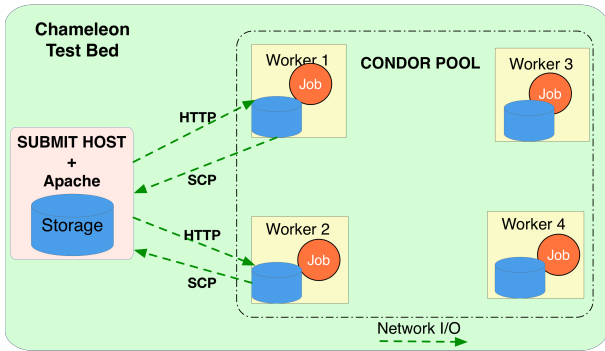 Chameleon
Test Bed
CONDOR POOL
Worker 1
Job
Worker 3
Job
HTTP
SUBMIT HOST
+
Apache
Storage
SCP
HTTP
SCP
Worker 2
Job
Worker 4
Job
Network I/O